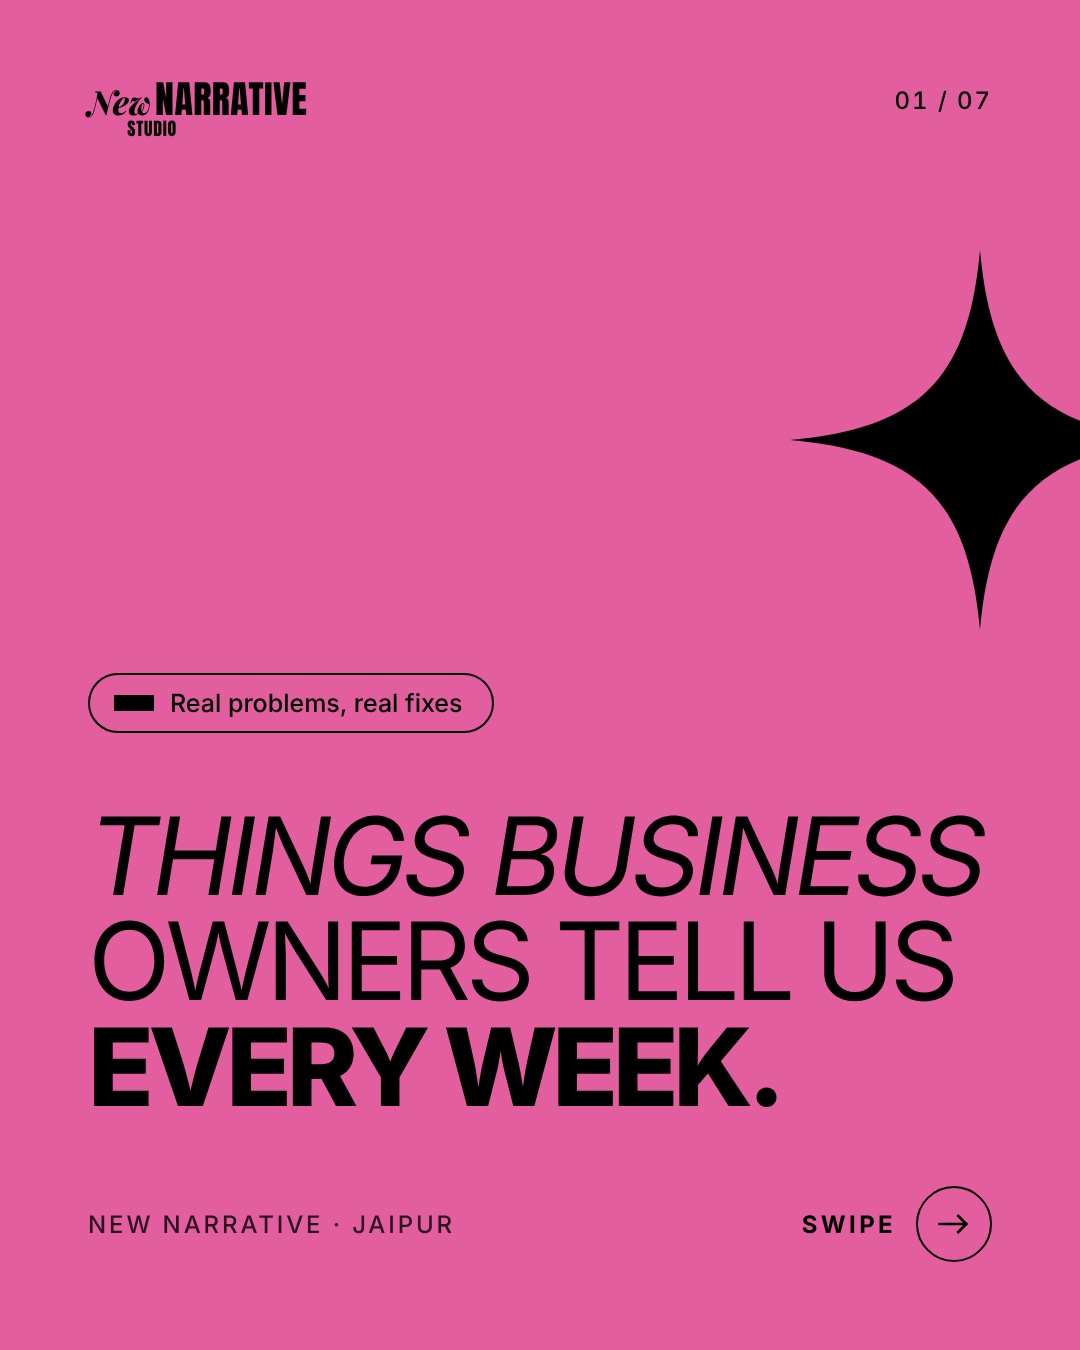 New NARRATIVE
STUDIO
01 / 07
Real problems, real fixes
THINGS BUSINESS
OWNERS TELL US
EVERY WEEK.
NEW NARRATIVE · JAIPUR
SWIPE →